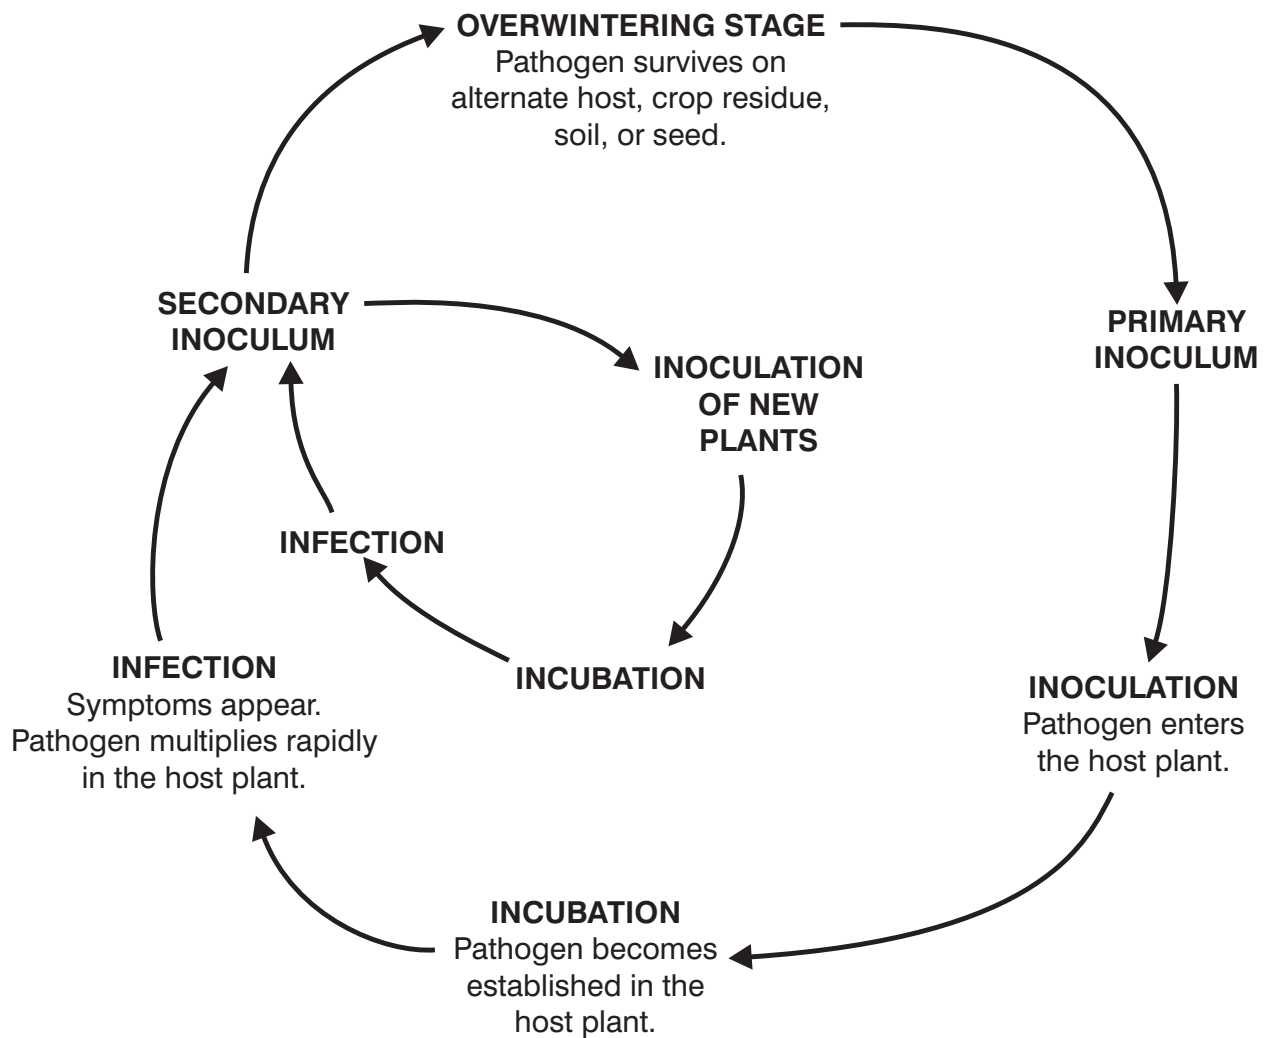 OVERWINTERING STAGE
Pathogen survives on
alternate host, crop residue,
soil, or seed.
PRIMARY
INOCULUM
INOCULATION
Pathogen enters
the host plant.
INCUBATION
Pathogen becomes
established in the
host plant.
INFECTION
Symptoms appear.
Pathogen multiplies rapidly
in the host plant.
SECONDARY
INOCULUM
INOCULATION
OF NEW
PLANTS
INCUBATION
INFECTION